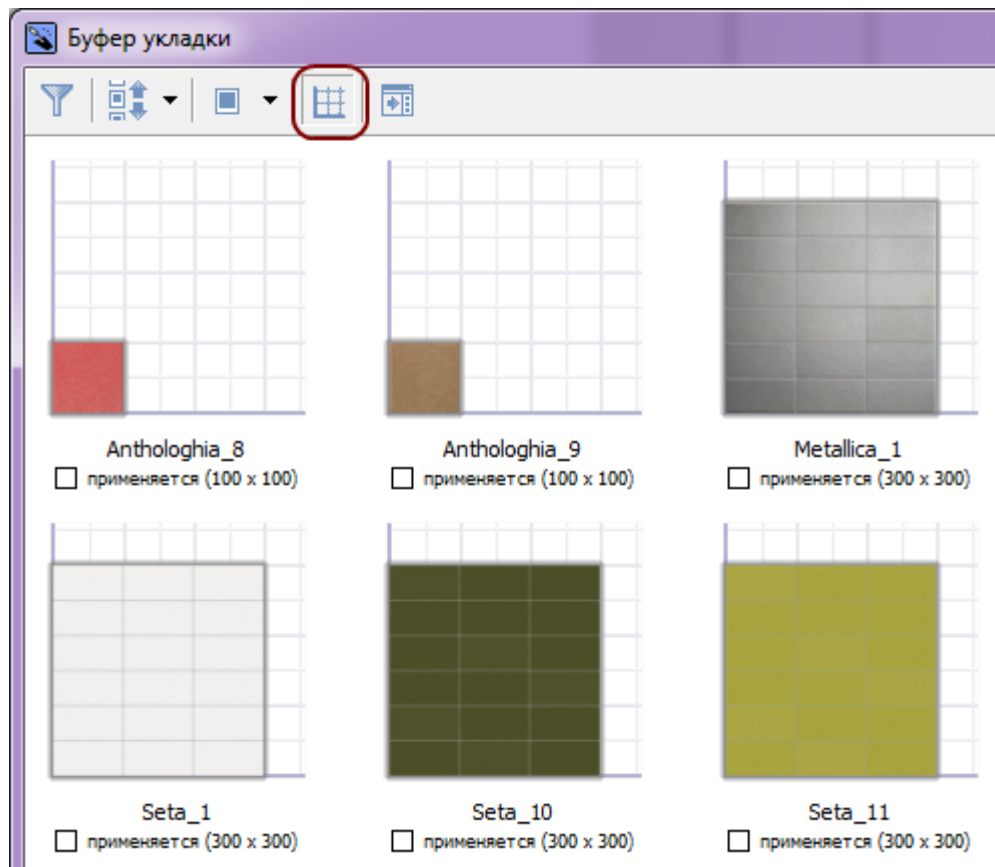 Буфер укладки
Anthologhia_8
применяется (100 x 100)
Anthologhia_9
применяется (100 x 100)
Metallica_1
применяется (300 x 300)
Seta_1
применяется (300 x 300)
Seta_10
применяется (300 x 300)
Seta_11
применяется (300 x 300)